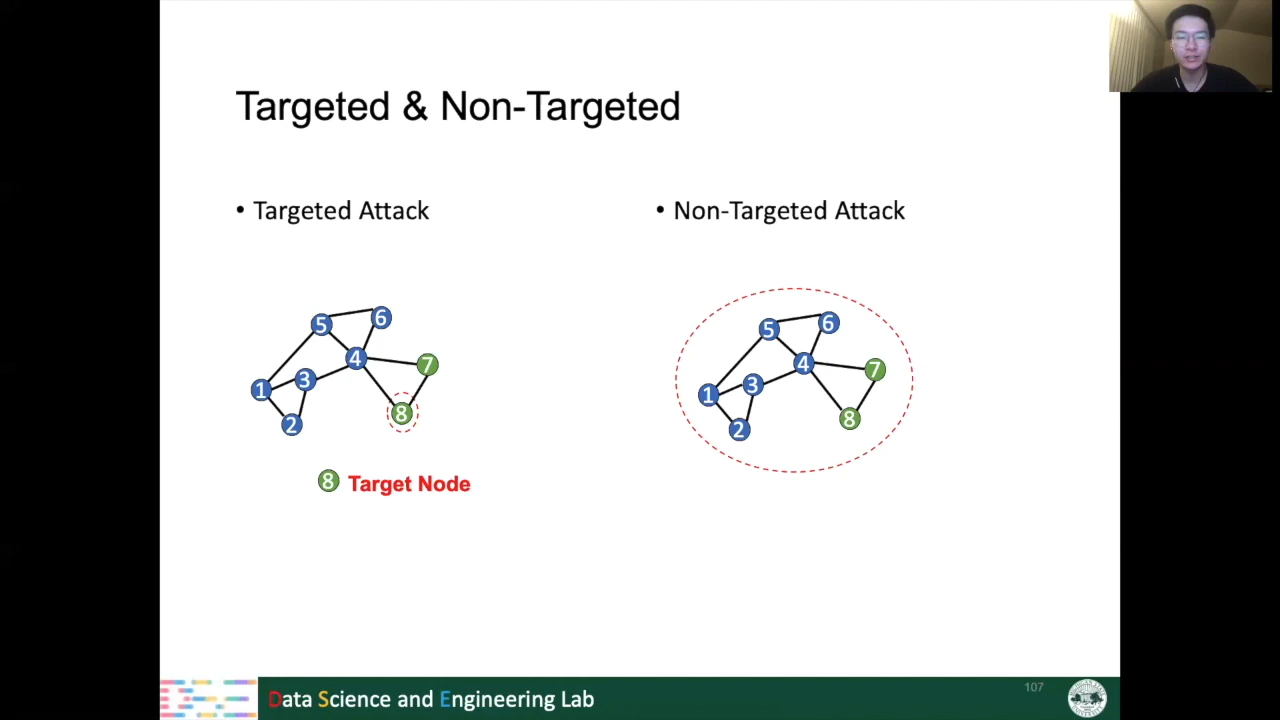 Targeted & Non-Targeted
• Targeted Attack
• Non-Targeted Attack
5 6
4 7
1 3
8
2
5 6
4 7
1 3
8
2
8 Target Node
107
Data Science and Engineering Lab